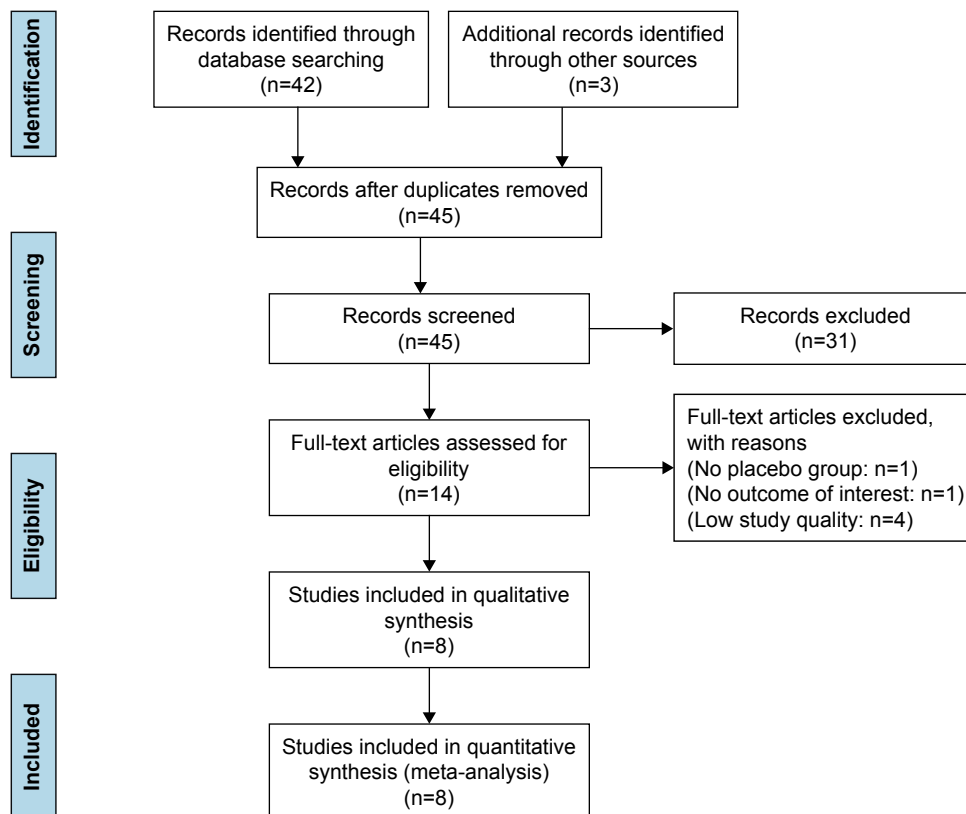 Identification
Records identified through
database searching
(n=42)
Additional records identified
through other sources
(n=3)
Records after duplicates removed
(n=45)
Screening
Records screened
(n=45)
Records excluded
(n=31)
Eligibility
Full-text articles assessed for
eligibility
(n=14)
Full-text articles excluded,
with reasons
(No placebo group: n=1)
(No outcome of interest: n=1)
(Low study quality: n=4)
Studies included in qualitative
synthesis
(n=8)
Included
Studies included in quantitative
synthesis (meta-analysis)
(n=8)